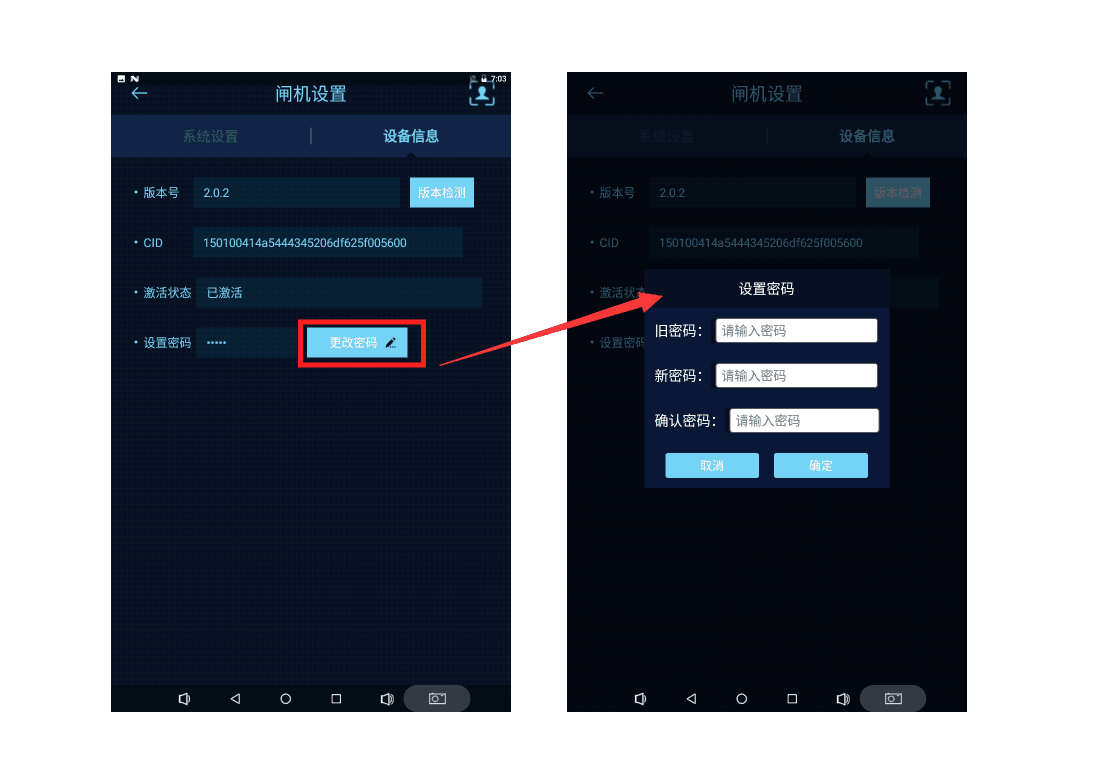 7:03
闸机设置
系统设置
设备信息
版本号
2.0.2
版本检测
CID
150100414a5444345206df625f005600
激活状态
已激活
设置密码
•••••
更改密码
闸机设置
系统设置
设备信息
版本号
2.0.2
版本检测
CID
150100414a5444345206df625f005600
激活状态
设置密码
设置密码
旧密码：
请输入密码
新密码：
请输入密码
确认密码：
请输入密码
取消
确定